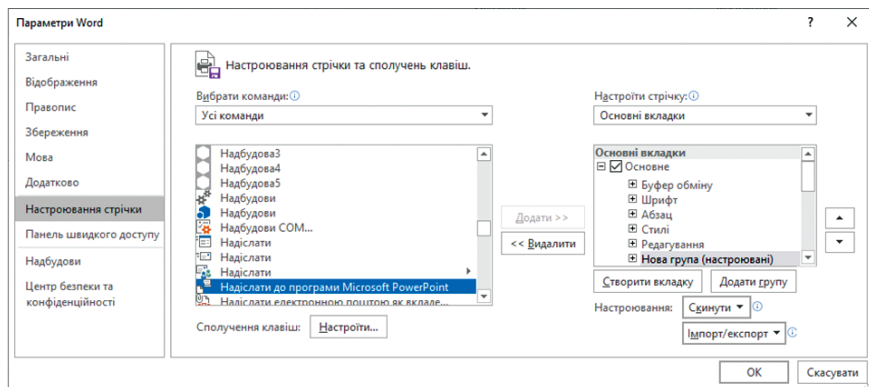 Параметри Word
?
Загальні
Відображення
Правопис
Збереження
Мова
Додатково
Настроювання стрічки
Панель швидкого доступу
Надбудови
Центр безпеки та
конфіденційності
Настроювання стрічки та сполучень клавіш.
Вибрати команди:
Усі команди
Надбудова3
Надбудова4
Надбудова5
Надбудови
Надбудови
Надбудови COM...
Надіслати
Надіслати
Надіслати
Надіслати до програми Microsoft PowerPoint
Надіслати електронною поштою як вкладе...
Сполучення клавіш:
Настроїти...
Додати >>
<< Видалити
Настроїти стрічку:
Основні вкладки
Основні вкладки
Основне
Буфер обміну
Шрифт
Абзац
Стилі
Редагування
Нова група (настроювані)
Створити вкладку
Додати групу
Настроювання:
Скинути
Імпорт/експорт
ОК
Скасувати